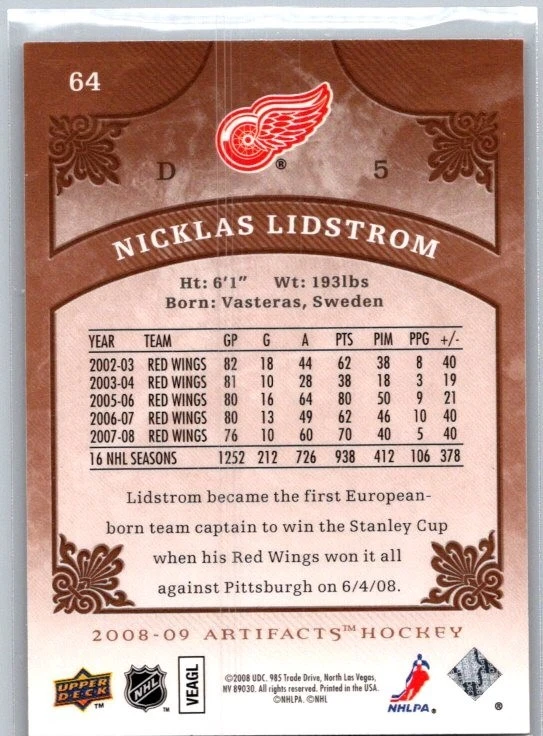 64
D ® 5
NICKLAS LIDSTROM
Ht: 6'1" Wt: 193lbs
Born: Vasteras, Sweden
YEAR TEAM GP G A PTS PIM PPG +/-
2002-03 RED WINGS 82 18 44 62 38 8 40
2003-04 RED WINGS 81 10 28 38 18 3 19
2005-06 RED WINGS 80 16 64 80 50 9 21
2006-07 RED WINGS 80 13 49 62 46 10 40
2007-08 RED WINGS 76 10 60 70 40 5 40
16 NHL SEASONS 1252 212 726 938 412 106 378
Lidstrom became the first European-
born team captain to win the Stanley Cup
when his Red Wings won it all
against Pittsburgh on 6/4/08.
2008-09 ARTIFACTS™ HOCKEY
UPPER
DECK
™
NHL
®
VEAGL
©2008 UDC. 985 Trade Drive, North Las Vegas,
NV 89030. All rights reserved. Printed in the USA.
©NHLPA. ©NHL
NHLPA®
®